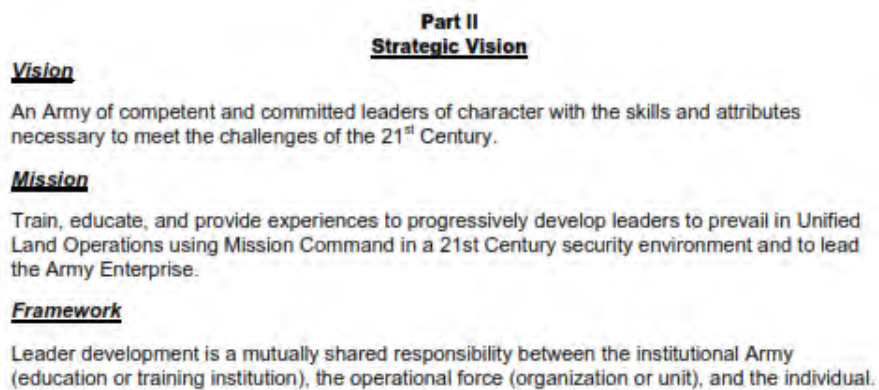 Part II
Strategic Vision
Vision
An Army of competent and committed leaders of character with the skills and attributes
necessary to meet the challenges of the 21st Century.
Mission
Train, educate, and provide experiences to progressively develop leaders to prevail in Unified
Land Operations using Mission Command in a 21st Century security environment and to lead
the Army Enterprise.
Framework
Leader development is a mutually shared responsibility between the institutional Army
(education or training institution), the operational force (organization or unit), and the individual.